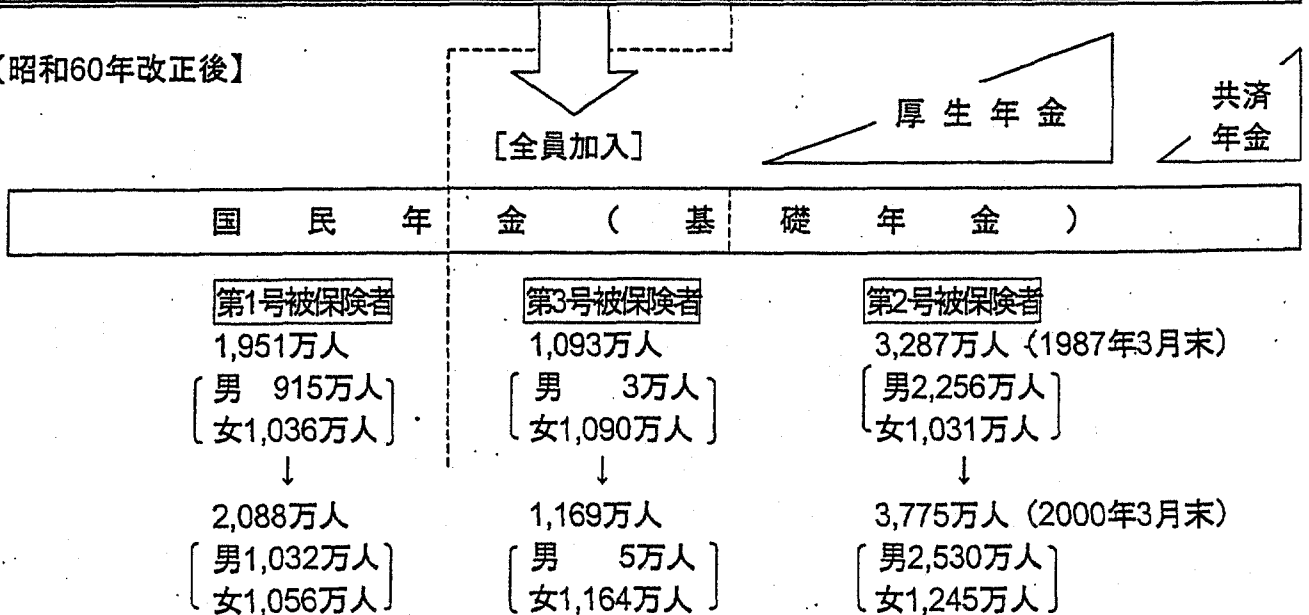 【昭和60年改正後】
[全員加入]
厚生年金
共済
年金
国民年金(基礎年金)
第1号被保険者
1,951万人
男 915万人
女1,036万人
↓
2,088万人
男1,032万人
女1,056万人
第3号被保険者
1,093万人
男 3万人
女1,090万人
↓
1,169万人
男 5万人
女1,164万人
第2号被保険者
3,287万人(1987年3月末)
男2,256万人
女1,031万人
↓
3,775万人(2000年3月末)
男2,530万人
女1,245万人